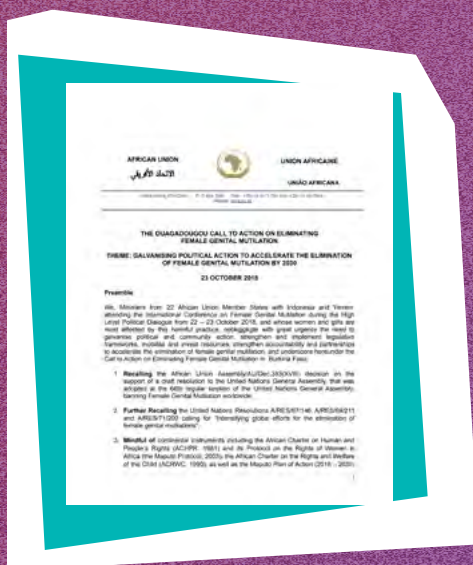 AFRICAN UNION
UNION AFRICAINE
الاتحاد الأفريقي
UNIÃO AFRICANA
THE OUAGADOUGOU CALL TO ACTION ON ELIMINATING
FEMALE GENITAL MUTILATION
THEME: GALVANISING POLITICAL ACTION TO ACCELERATE THE ELIMINATION
OF FEMALE GENITAL MUTILATION BY 2030
23 OCTOBER 2018
Preamble
We, Ministers from 22 African Union Member States with Indonesia and Yemen
attending the International Conference on Female Genital Mutilation during the High
Level Political Dialogue from 22 – 23 October 2018, and whose women and girls are
most affected by this harmful practice, with great urgency the need to
galvanise political and community action, strengthen and implement legislative
frameworks, mobilise and invest resources, strengthen accountability and partnerships
to accelerate the elimination of female genital mutilation, and underscore hereunder the
Call to Action on Eliminating Female Genital Mutilation in Burkina Faso:
1. Recalling the African Union decision on the
support of a draft resolution to the United Nations General Assembly, that was
adopted at the 66th regular session of the United Nations General Assembly,
banning Female Genital Mutilation worldwide;
2. Further Recalling the United Nations Resolutions A/RES/67/146, A/RES/69/
and A/RES/71/ calling for "Intensifying global efforts for the elimination of
female genital mutilations";
3. Mindful of continental instruments including the African Charter on Human and
People's Rights (ACHPR, 1981) and its Protocol on the Rights of Women in
Africa (the Maputo Protocol, 2003), the African Charter on the Rights and Welfare
of the Child (ACRWC, 1990), as well as the Maputo Plan of Action (2016 – 2030)